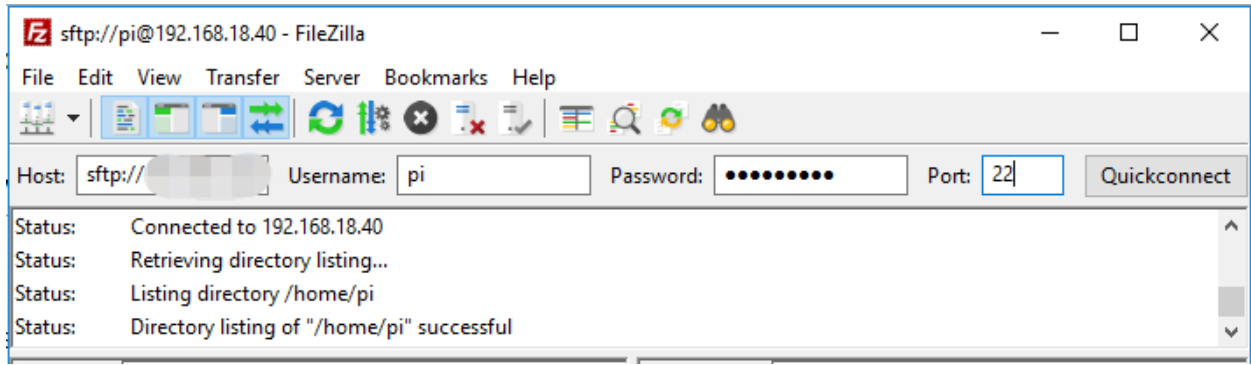 sftp://pi@192.168.18.40 - FileZilla
File Edit View Transfer Server Bookmarks Help
Host: sftp:// Username: pi Password: ●●●●●●●●● Port: 22 Quickconnect
Status: Connected to 192.168.18.40
Status: Retrieving directory listing...
Status: Listing directory /home/pi
Status: Directory listing of "/home/pi" successful